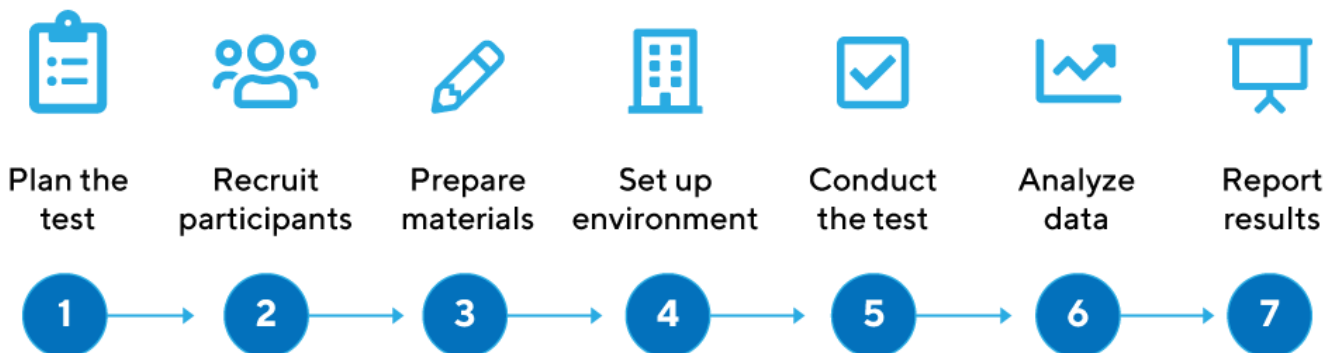 Plan the
test
Recruit
participants
Prepare
materials
Set up
environment
Conduct
the test
Analyze
data
Report
results
1
2
3
4
5
6
7